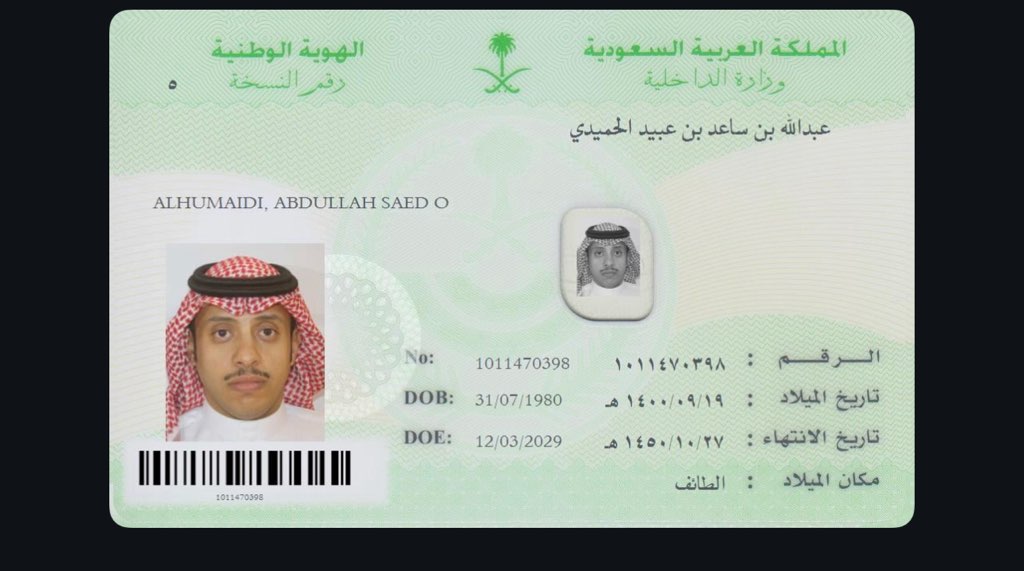 المملكة العربية السعودية
وزارة الداخلية
الهوية الوطنية
رقم النسخة ٥
عبدالله بن ساعد بن عبيد الحميدي
ALHUMAIDI, ABDULLAH SAED O
الـــرقـــم : ١٠١١٤٧٠٣٩٨
No: 1011470398
تاريخ الميلاد : ١٤٠٠/٠٩/١٩ هـ
DOB: 31/07/1980
تاريخ الانتهاء : ١٤٥٠/١٠/٢٧ هـ
DOE: 12/03/2029
مكان الميلاد : الطائف
1011470398